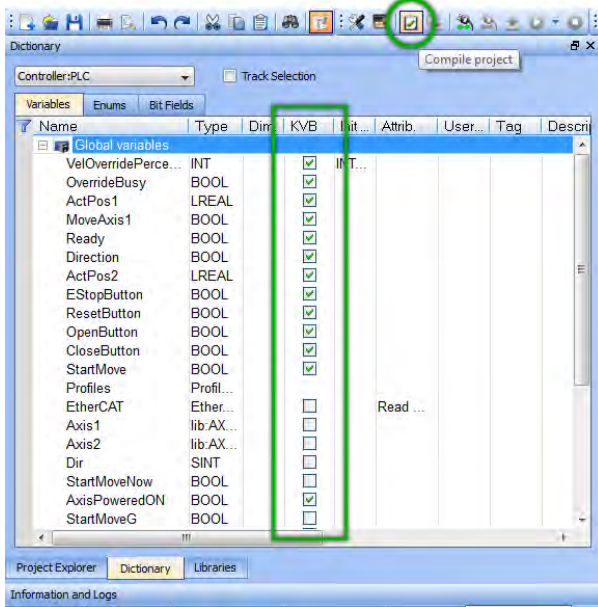 Dictionary
Compile project
Controller:PLC
Track Selection
Variables Enums Bit Fields
Name Type Dim. KVB Init ... Attrib. User... Tag Descri
Global variables
VelOverridePerce... INT INT...
OverrideBusy BOOL
ActPos1 LREAL
MoveAxis1 BOOL
Ready BOOL
Direction BOOL
ActPos2 LREAL
EStopButton BOOL
ResetButton BOOL
OpenButton BOOL
CloseButton BOOL
StartMove BOOL
Profiles Profil...
EtherCAT Ether... Read ...
Axis1 lib:AX...
Axis2 lib:AX...
Dir SINT
StartMoveNow BOOL
AxisPoweredON BOOL
StartMoveG BOOL
Project Explorer Dictionary Libraries
Information and Logs